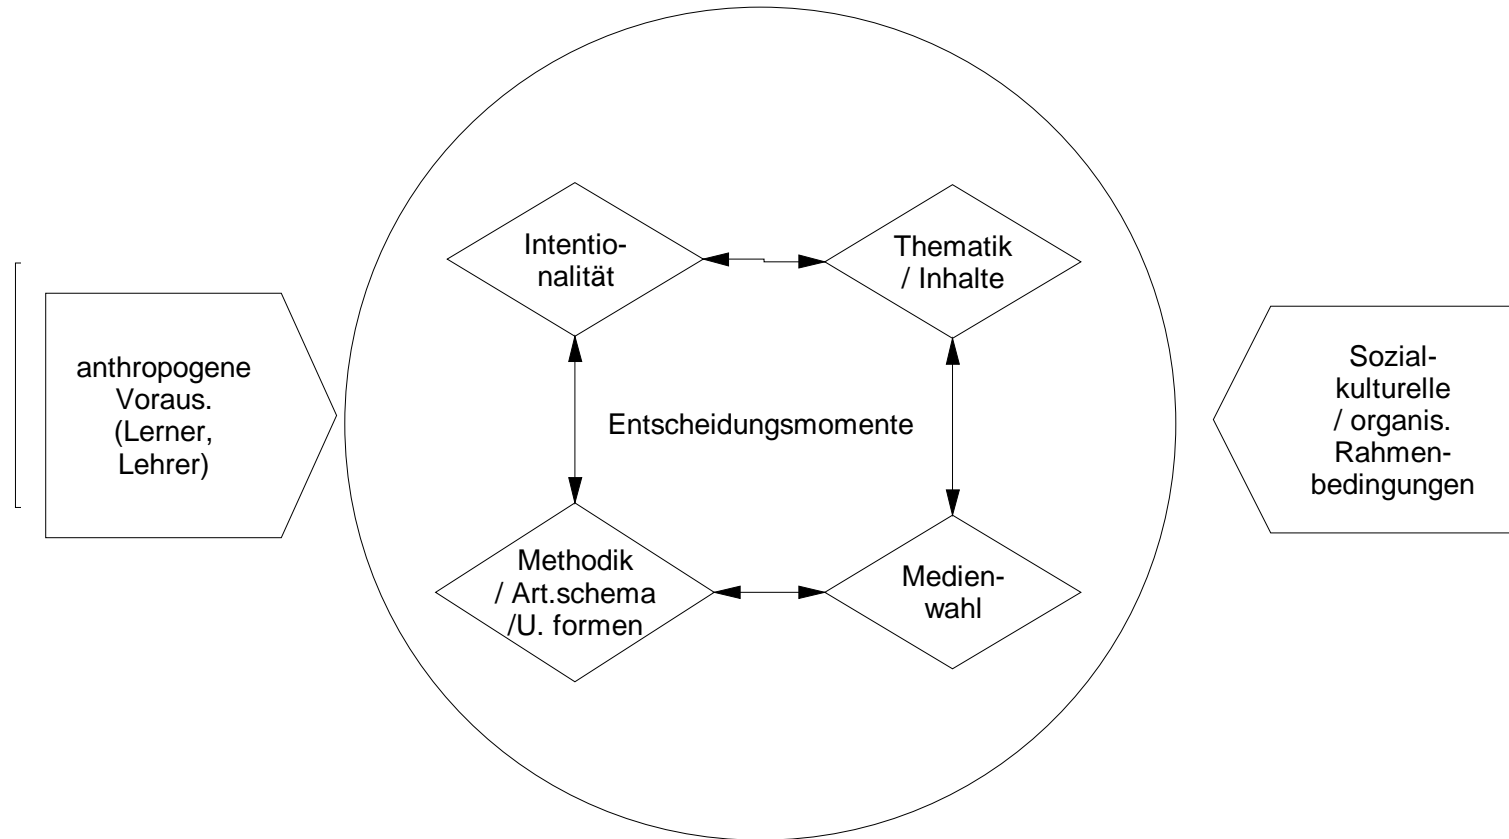 Intentio-
nalität
Thematik
/ Inhalte
anthropogene
Voraus.
(Lerner,
Lehrer)
Entscheidungsmomente
Sozial-
kulturelle
/ organis.
Rahmen-
bedingungen
Methodik
/ Art.schema
/U. formen
Medien-
wahl